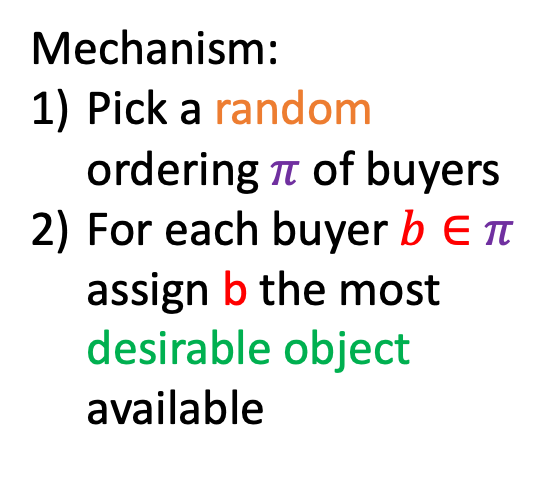 Mechanism:
1) Pick a random
ordering π of buyers
2) For each buyer b ∈ π
assign b the most
desirable object
available